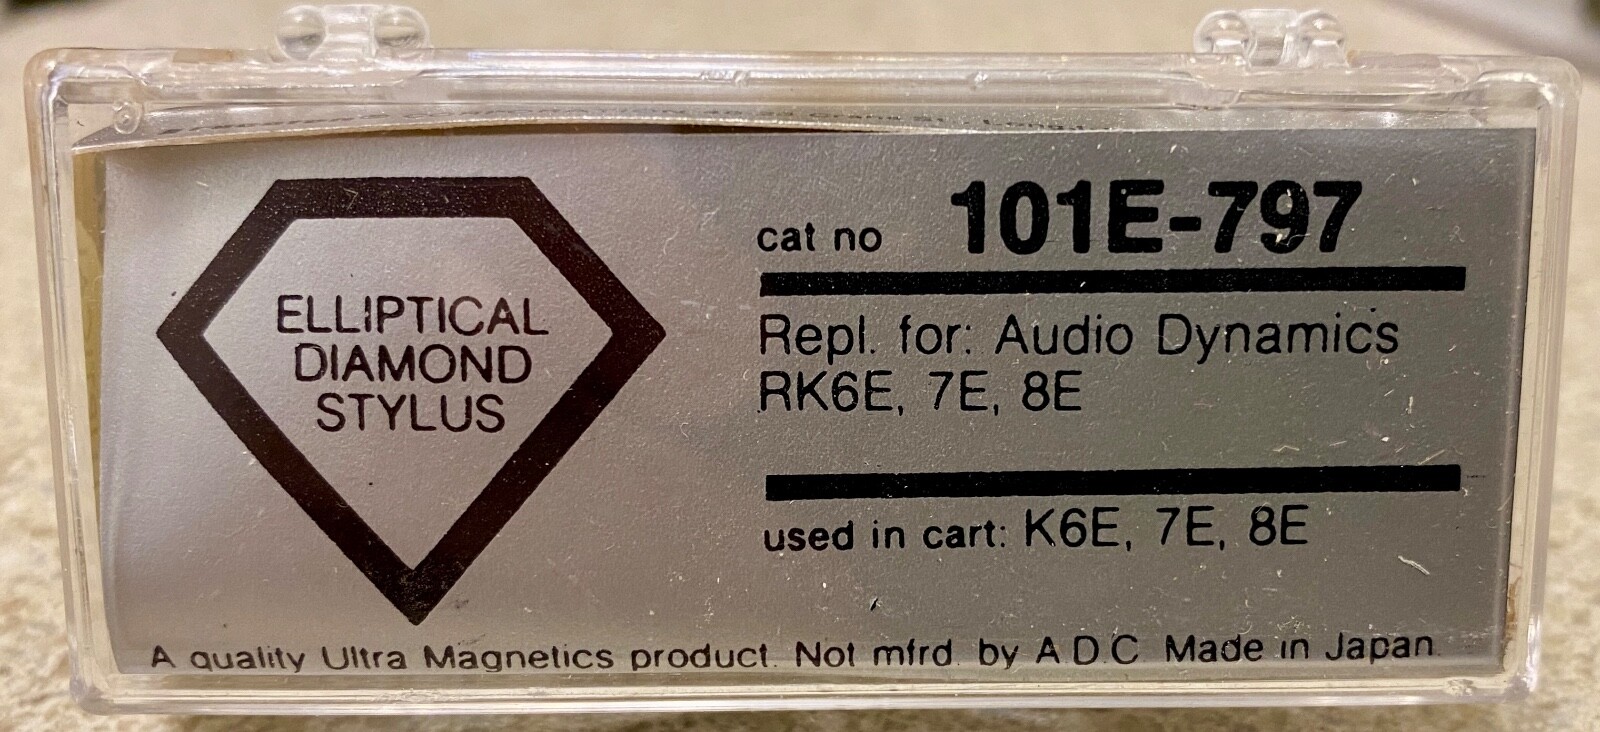 ELLIPTICAL
DIAMOND
STYLUS
cat no 101E-797
Repl. for: Audio Dynamics
RK6E, 7E, 8E
used in cart: K6E, 7E, 8E
A quality Ultra Magnetics product. Not mfrd. by A.D.C. Made in Japan.